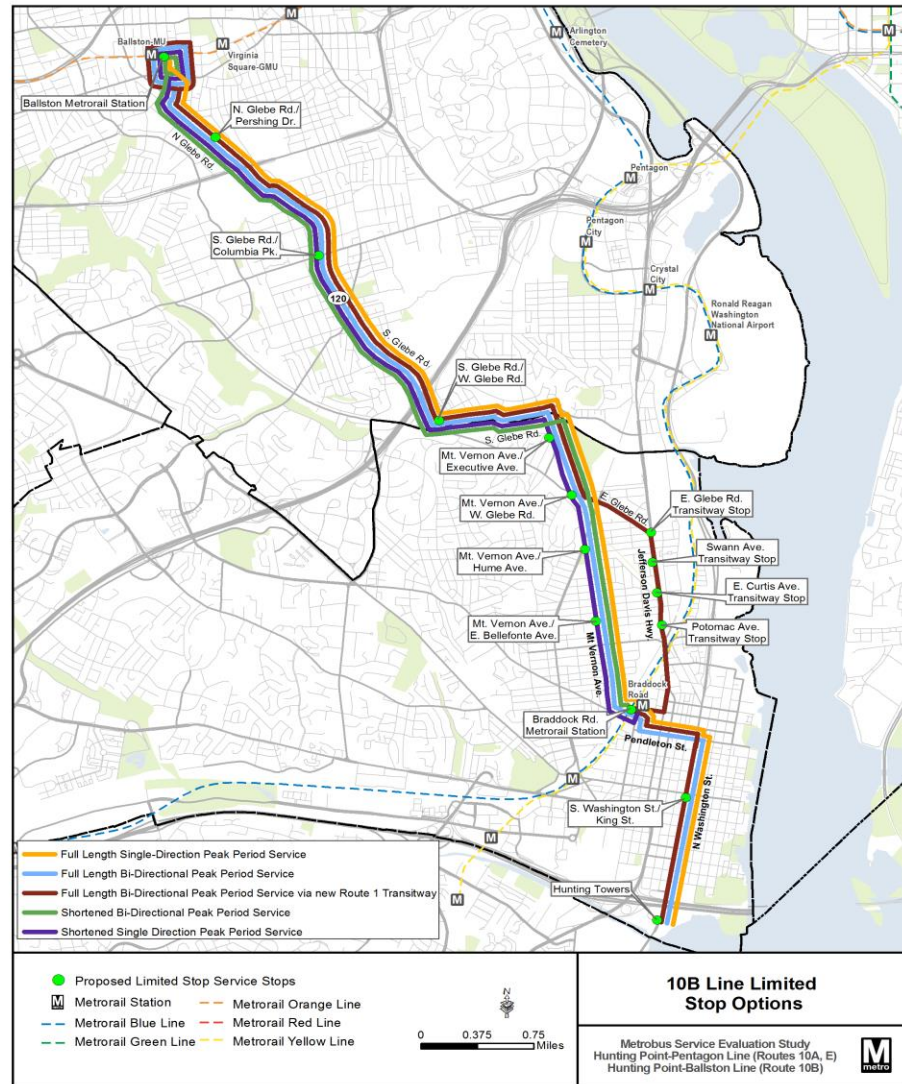 Ballston-MU
M
M
M
Virginia
Square-GMU
Arlington
Cemetery
M
Ballston Metrorail Station
N. Glebe Rd./
Pershing Dr.
N Glebe Rd.
Pentagon
M
Pentagon
City
M
S. Glebe Rd./
Columbia Pk.
Crystal
City
M
120
Ronald Reagan
Washington
National Airport
M
S. Glebe Rd.
S. Glebe Rd./
W. Glebe Rd.
S. Glebe Rd.
Mt. Vernon Ave./
Executive Ave.
Mt. Vernon Ave./
W. Glebe Rd.
E. Glebe Rd.
E. Glebe Rd.
Transitway Stop
Swann Ave.
Transitway Stop
Mt. Vernon Ave./
Hume Ave.
Jefferson Davis Hwy.
E. Curtis Ave.
Transitway Stop
Mt. Vernon Ave./
E. Bellefonte Ave.
Potomac Ave.
Transitway Stop
Mt Vernon Ave.
Braddock
Road
M
Braddock Rd.
Metrorail Station
Pendleton St.
M
S. Washington St./
King St.
N Washington St.
M
Hunting Towers
M
Full Length Single-Direction Peak Period Service
Full Length Bi-Directional Peak Period Service
Full Length Bi-Directional Peak Period Service via new Route 1 Transitway
Shortened Bi-Directional Peak Period Service
Shortened Single Direction Peak Period Service
Proposed Limited Stop Service Stops
M Metrorail Station
Metrorail Orange Line
Metrorail Blue Line
Metrorail Red Line
Metrorail Green Line
Metrorail Yellow Line
N
0 0.375 0.75
Miles
10B Line Limited
Stop Options
Metrobus Service Evaluation Study
Hunting Point-Pentagon Line (Routes 10A, E)
Hunting Point-Ballston Line (Route 10B)
M
metro